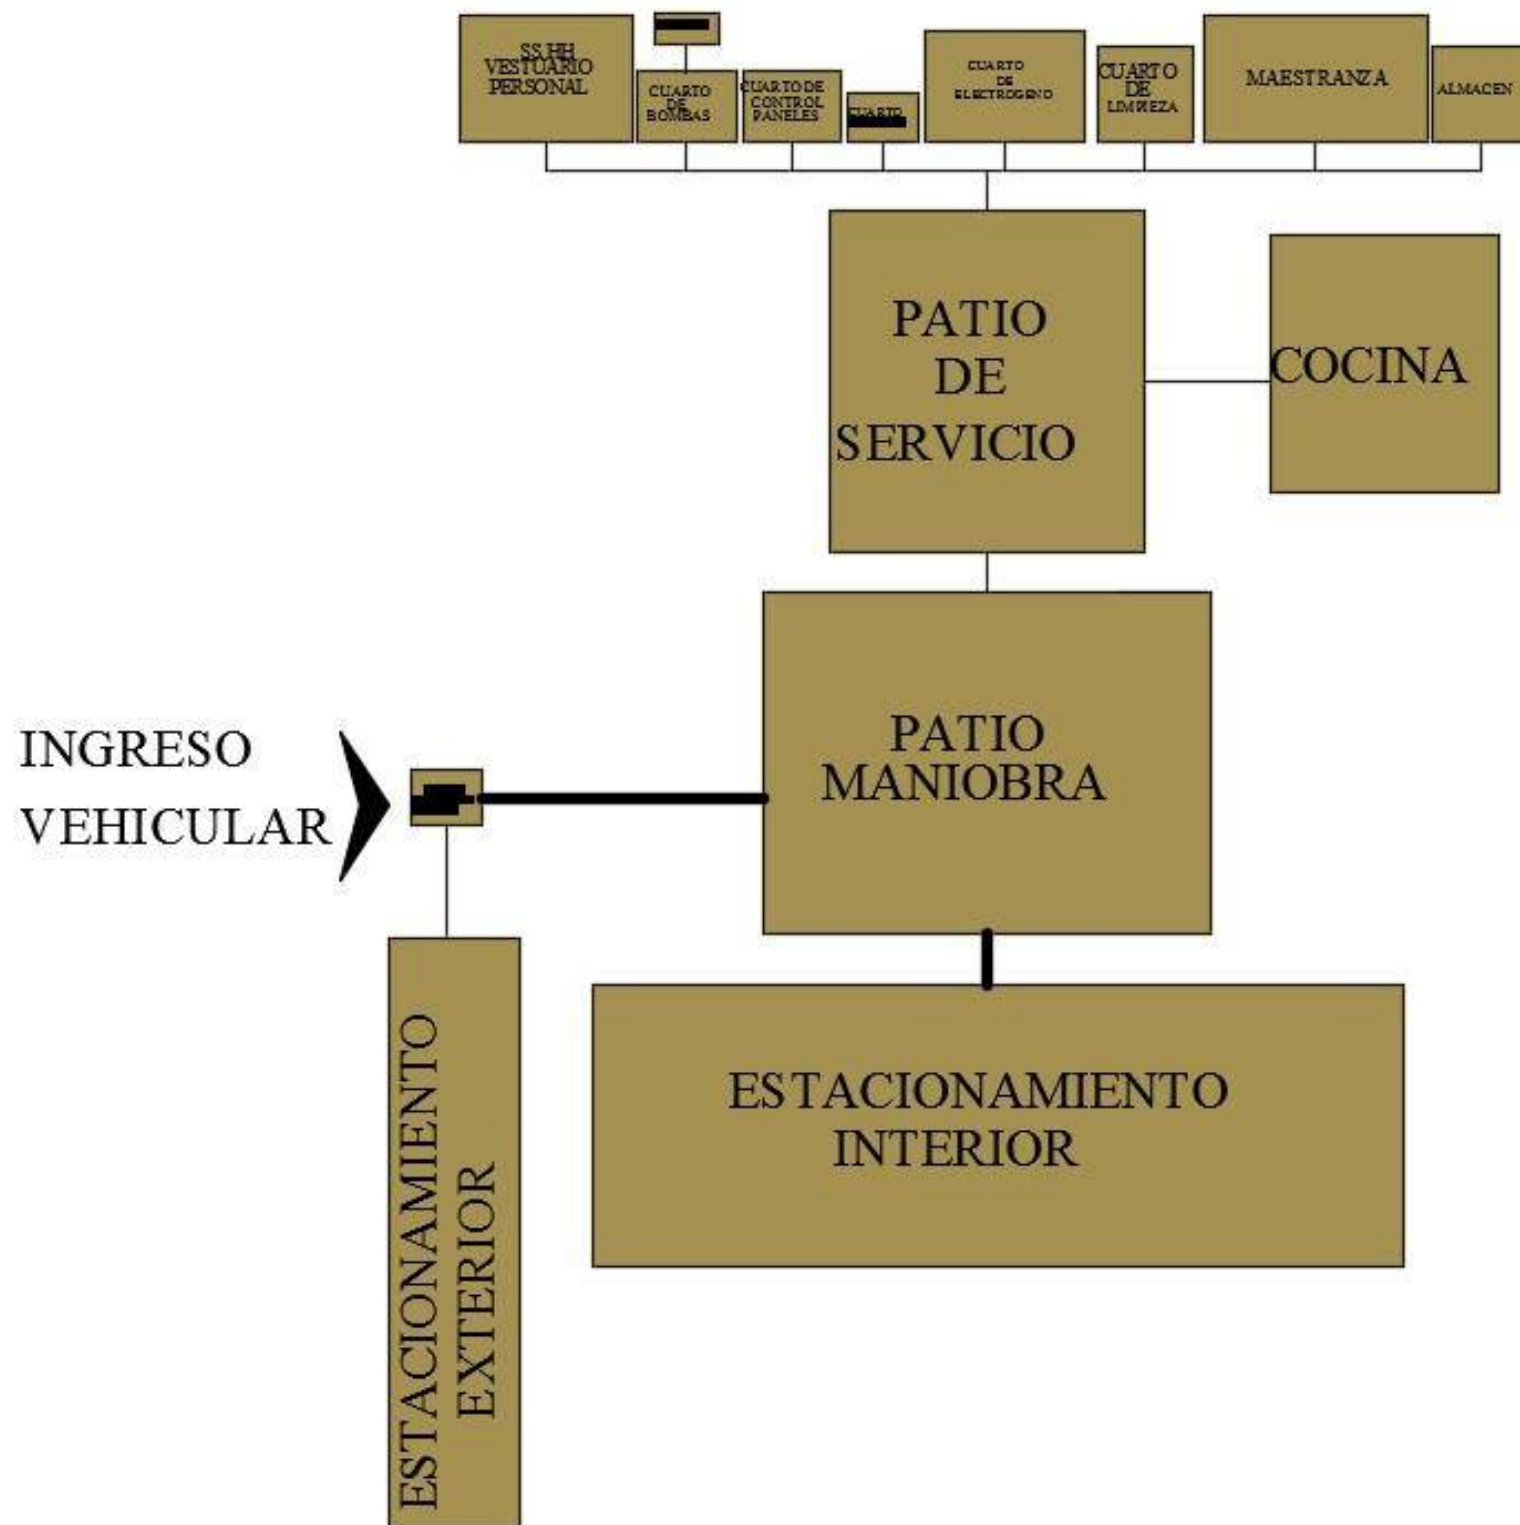 SS.HH
VESTUARIO
PERSONAL
CUARTO
DE
BOMBAS
CUARTO DE
CONTROL
PANELES
CUARTO
CUARTO
DE
ELECTROGENO
CUARTO
DE
LIMPIEZA
MAESTRANZA
ALMACEN
PATIO
DE
SERVICIO
COCINA
PATIO
MANIOBRA
INGRESO
VEHICULAR
ESTACIONAMIENTO
EXTERIOR
ESTACIONAMIENTO
INTERIOR